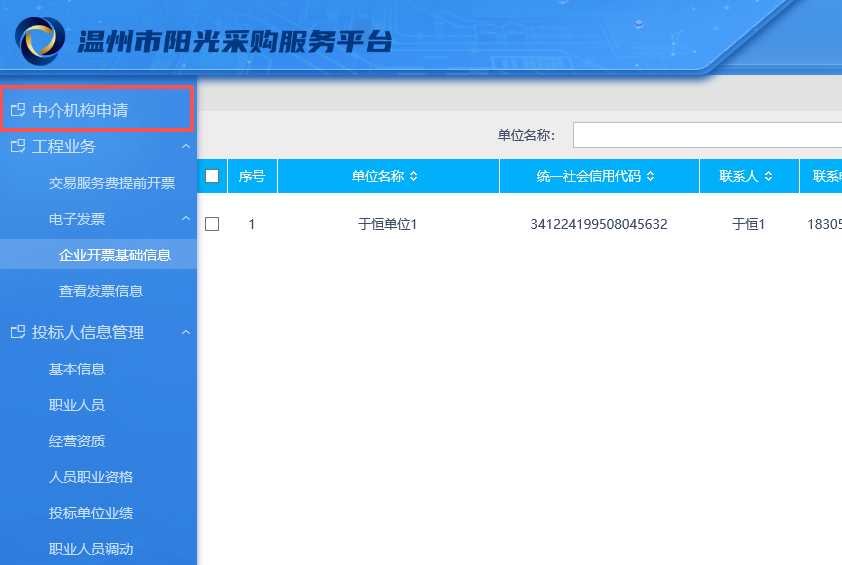 温州市阳光采购服务平台
中介机构申请
工程业务
交易服务费提前开票
电子发票
企业开票基础信息
查看发票信息
投标人信息管理
基本信息
职业人员
经营资质
人员职业资格
投标单位业绩
职业人员调动
单位名称：
序号 单位名称 统一社会信用代码 联系人 联系
1 于恒单位1 341224199508045632 于恒1 18305